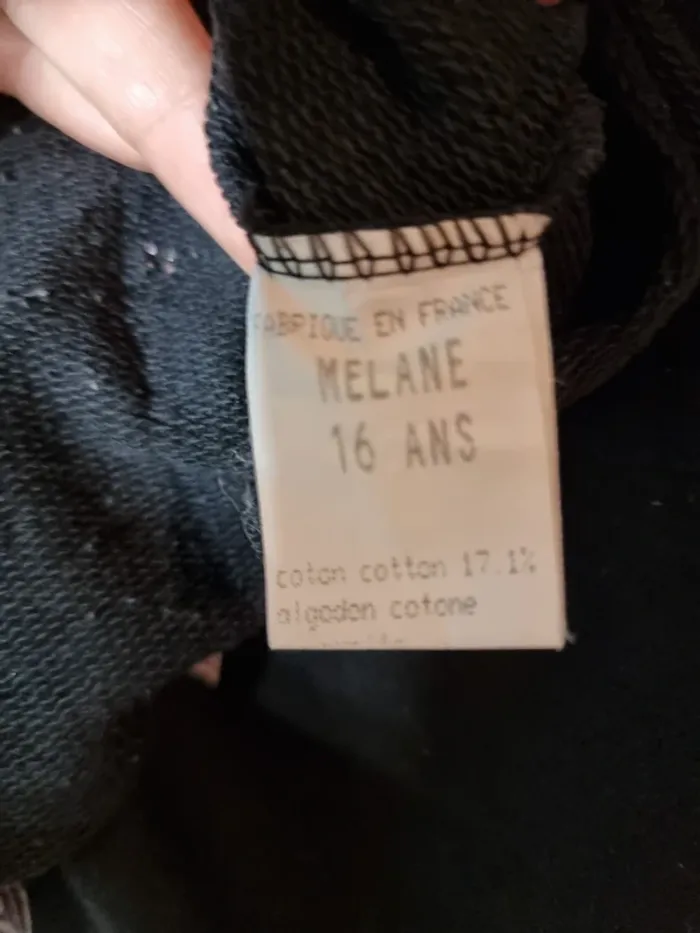 FABRIQUE EN FRANCE
MELANE
16 ANS
coton cotton 17.1%
algodon cotone